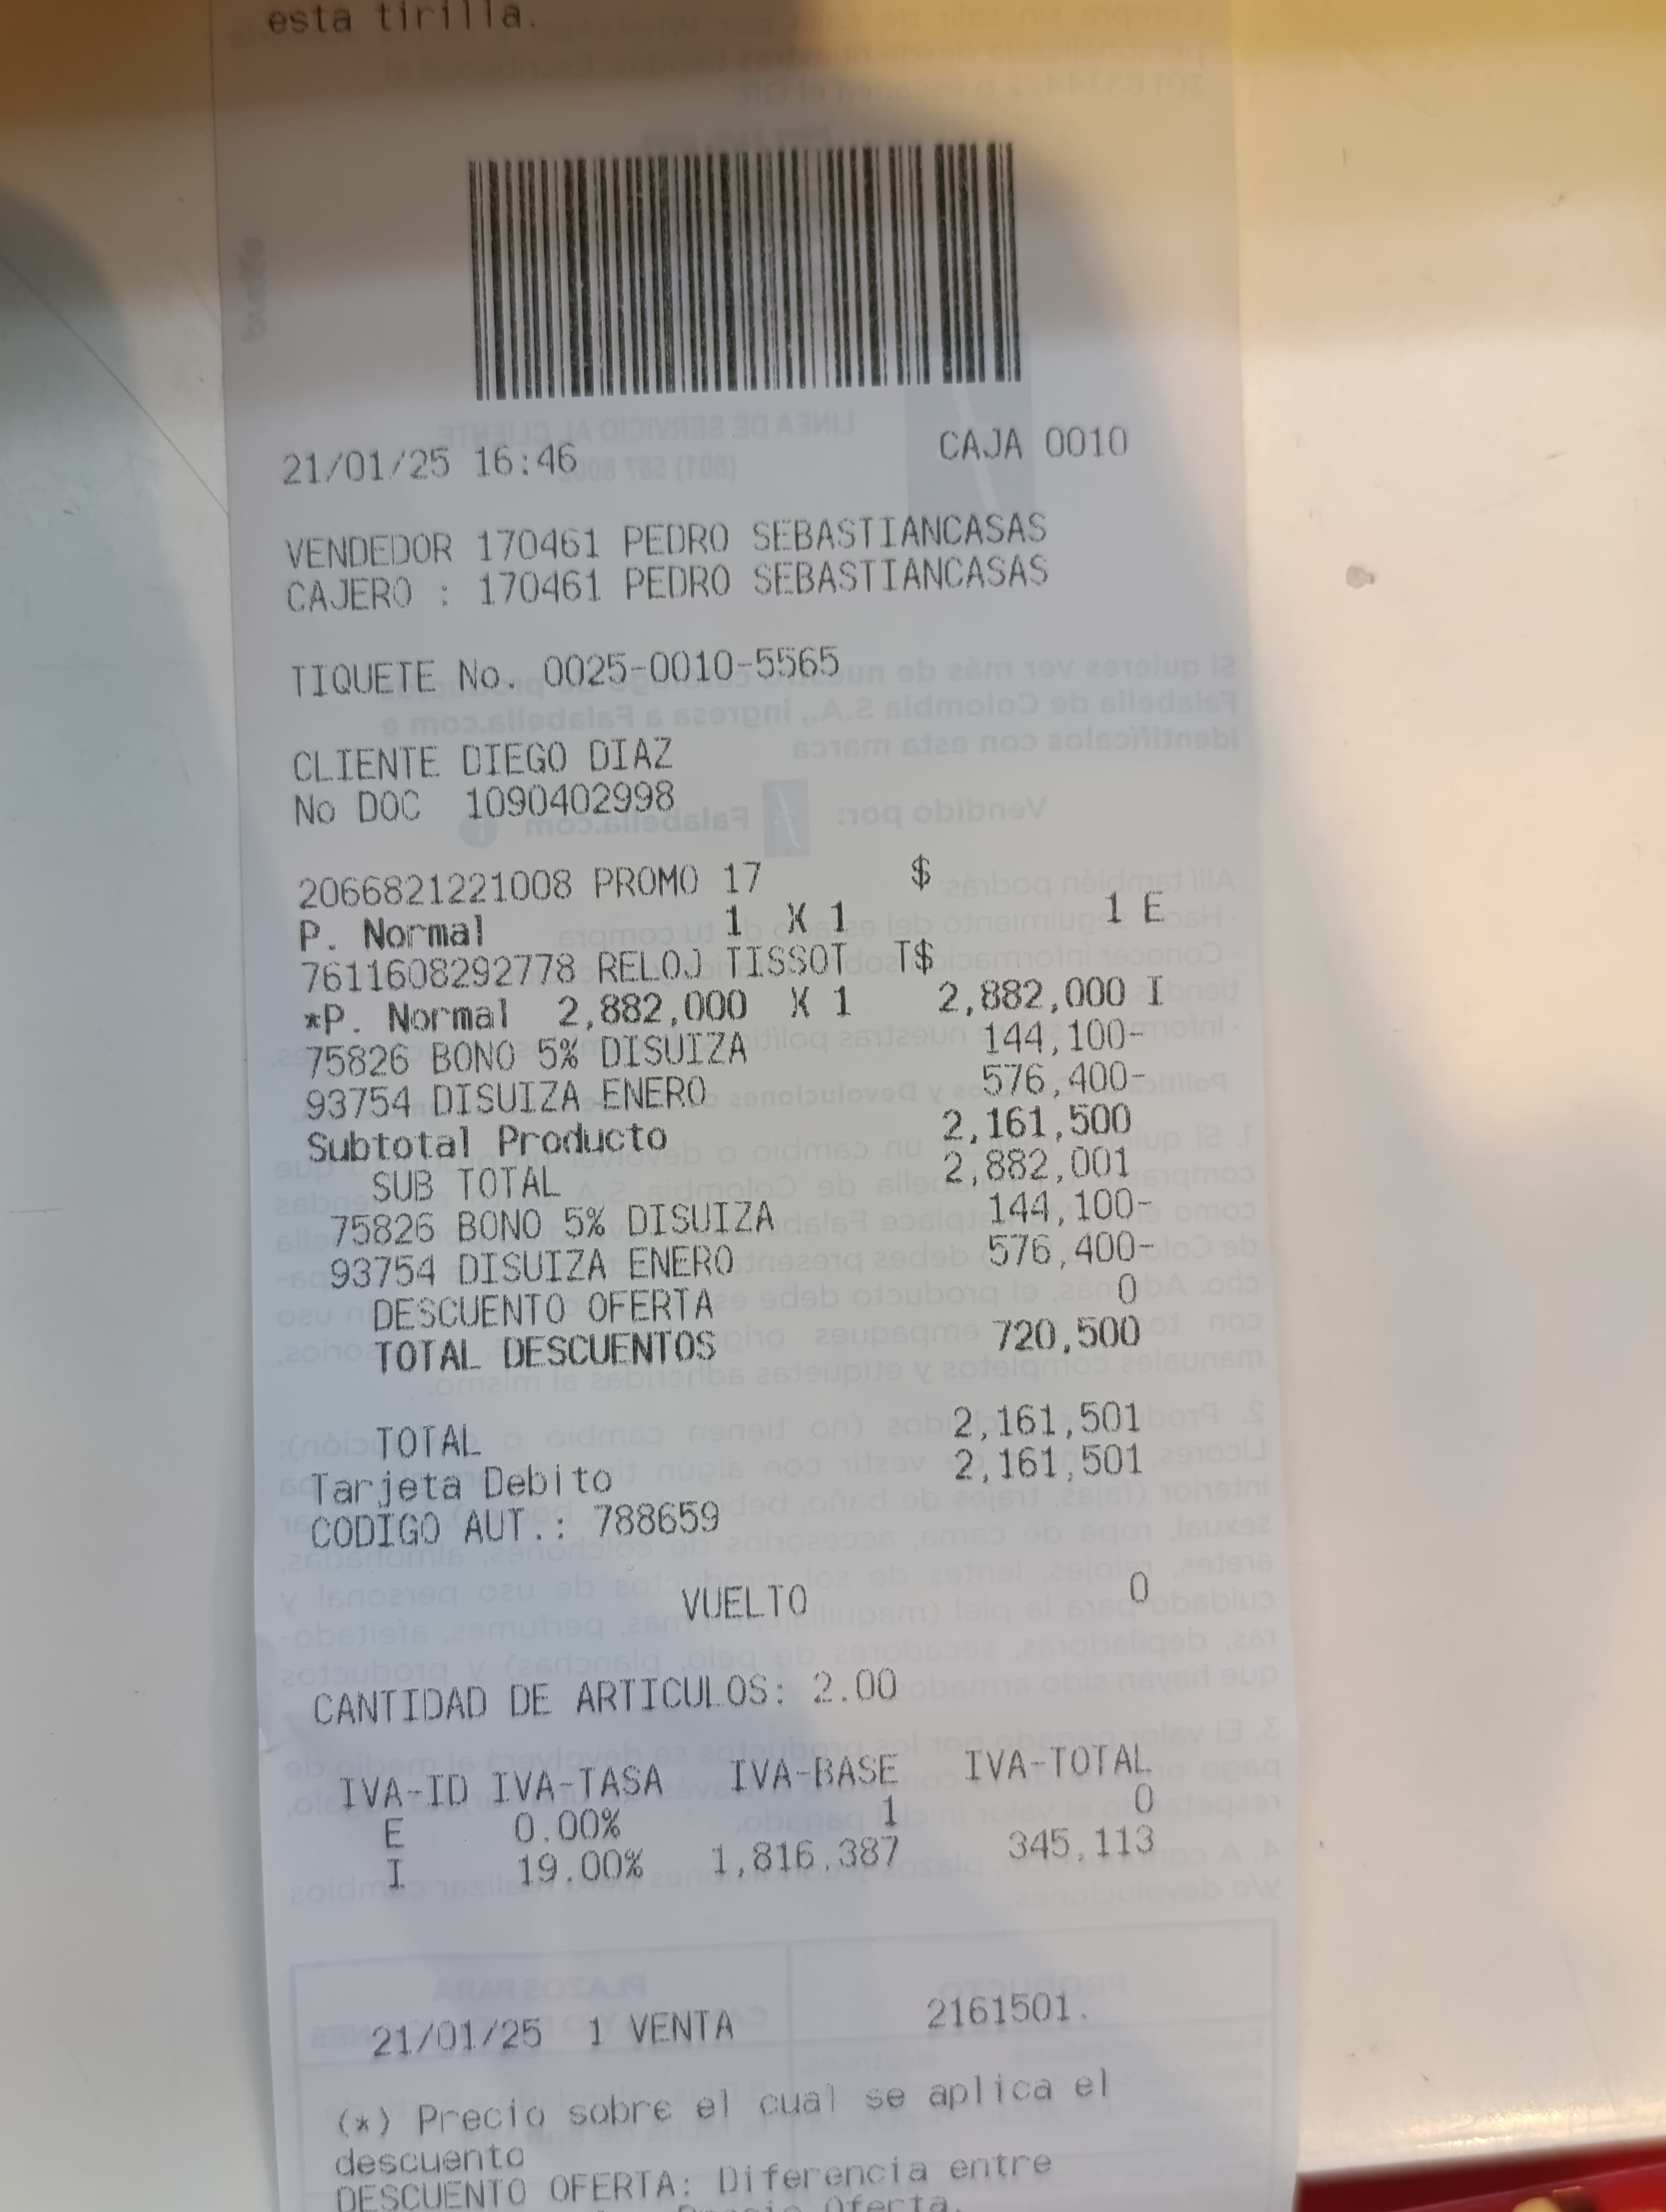 esta tirilla.
21/01/25 16:46 CAJA 0010
VENDEDOR 170461 PEDRO SEBASTIANCASAS
CAJERO : 170461 PEDRO SEBASTIANCASAS
TIQUETE No. 0025-0010-5565
CLIENTE DIEGO DIAZ
No DOC 1090402998
2066821221008 PROMO 17 $
P. Normal 1 X 1 1 E
7611608292778 RELOJ TISSOT T$
*P. Normal 2,882,000 X 1 2,882,000 I
75826 BONO 5% DISUIZA 144,100-
93754 DISUIZA ENERO 576,400-
Subtotal Producto 2,161,500
SUB TOTAL 2,882,001
75826 BONO 5% DISUIZA 144,100-
93754 DISUIZA ENERO 576,400-
DESCUENTO OFERTA 0
TOTAL DESCUENTOS 720,500
TOTAL 2,161,501
Tarjeta Debito 2,161,501
CODIGO AUT.: 788659
VUELTO 0
CANTIDAD DE ARTICULOS: 2.00
IVA-ID IVA-TASA IVA-BASE IVA-TOTAL
E 0.00% 1 0
I 19.00% 1,816,387 345,113
21/01/25 1 VENTA 2161501.
(*) Precio sobre el cual se aplica el
descuento
DESCUENTO OFERTA: Diferencia entre
Oferta.